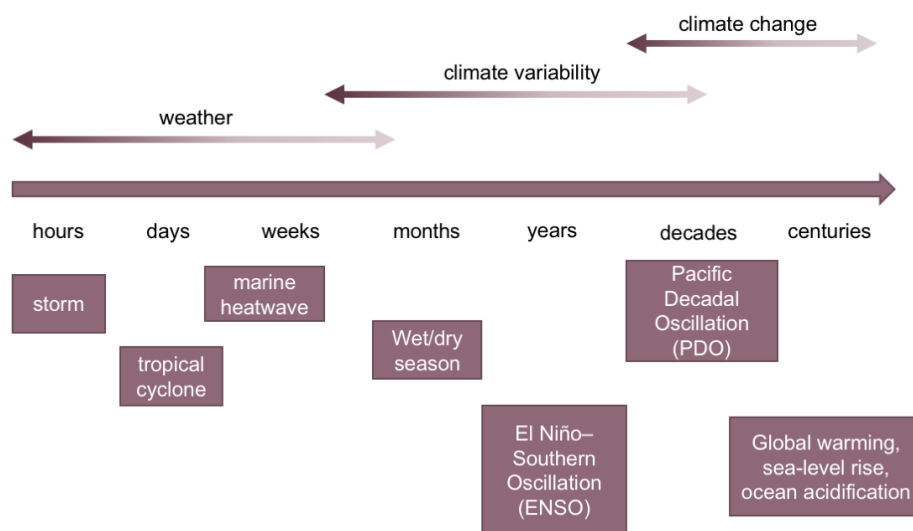 climate change
climate variability
weather
hours days weeks months years decades centuries
storm
tropical
cyclone
marine
heatwave
Wet/dry
season
El Niño–
Southern
Oscillation
(ENSO)
Pacific
Decadal
Oscillation
(PDO)
Global warming,
sea-level rise,
ocean acidification